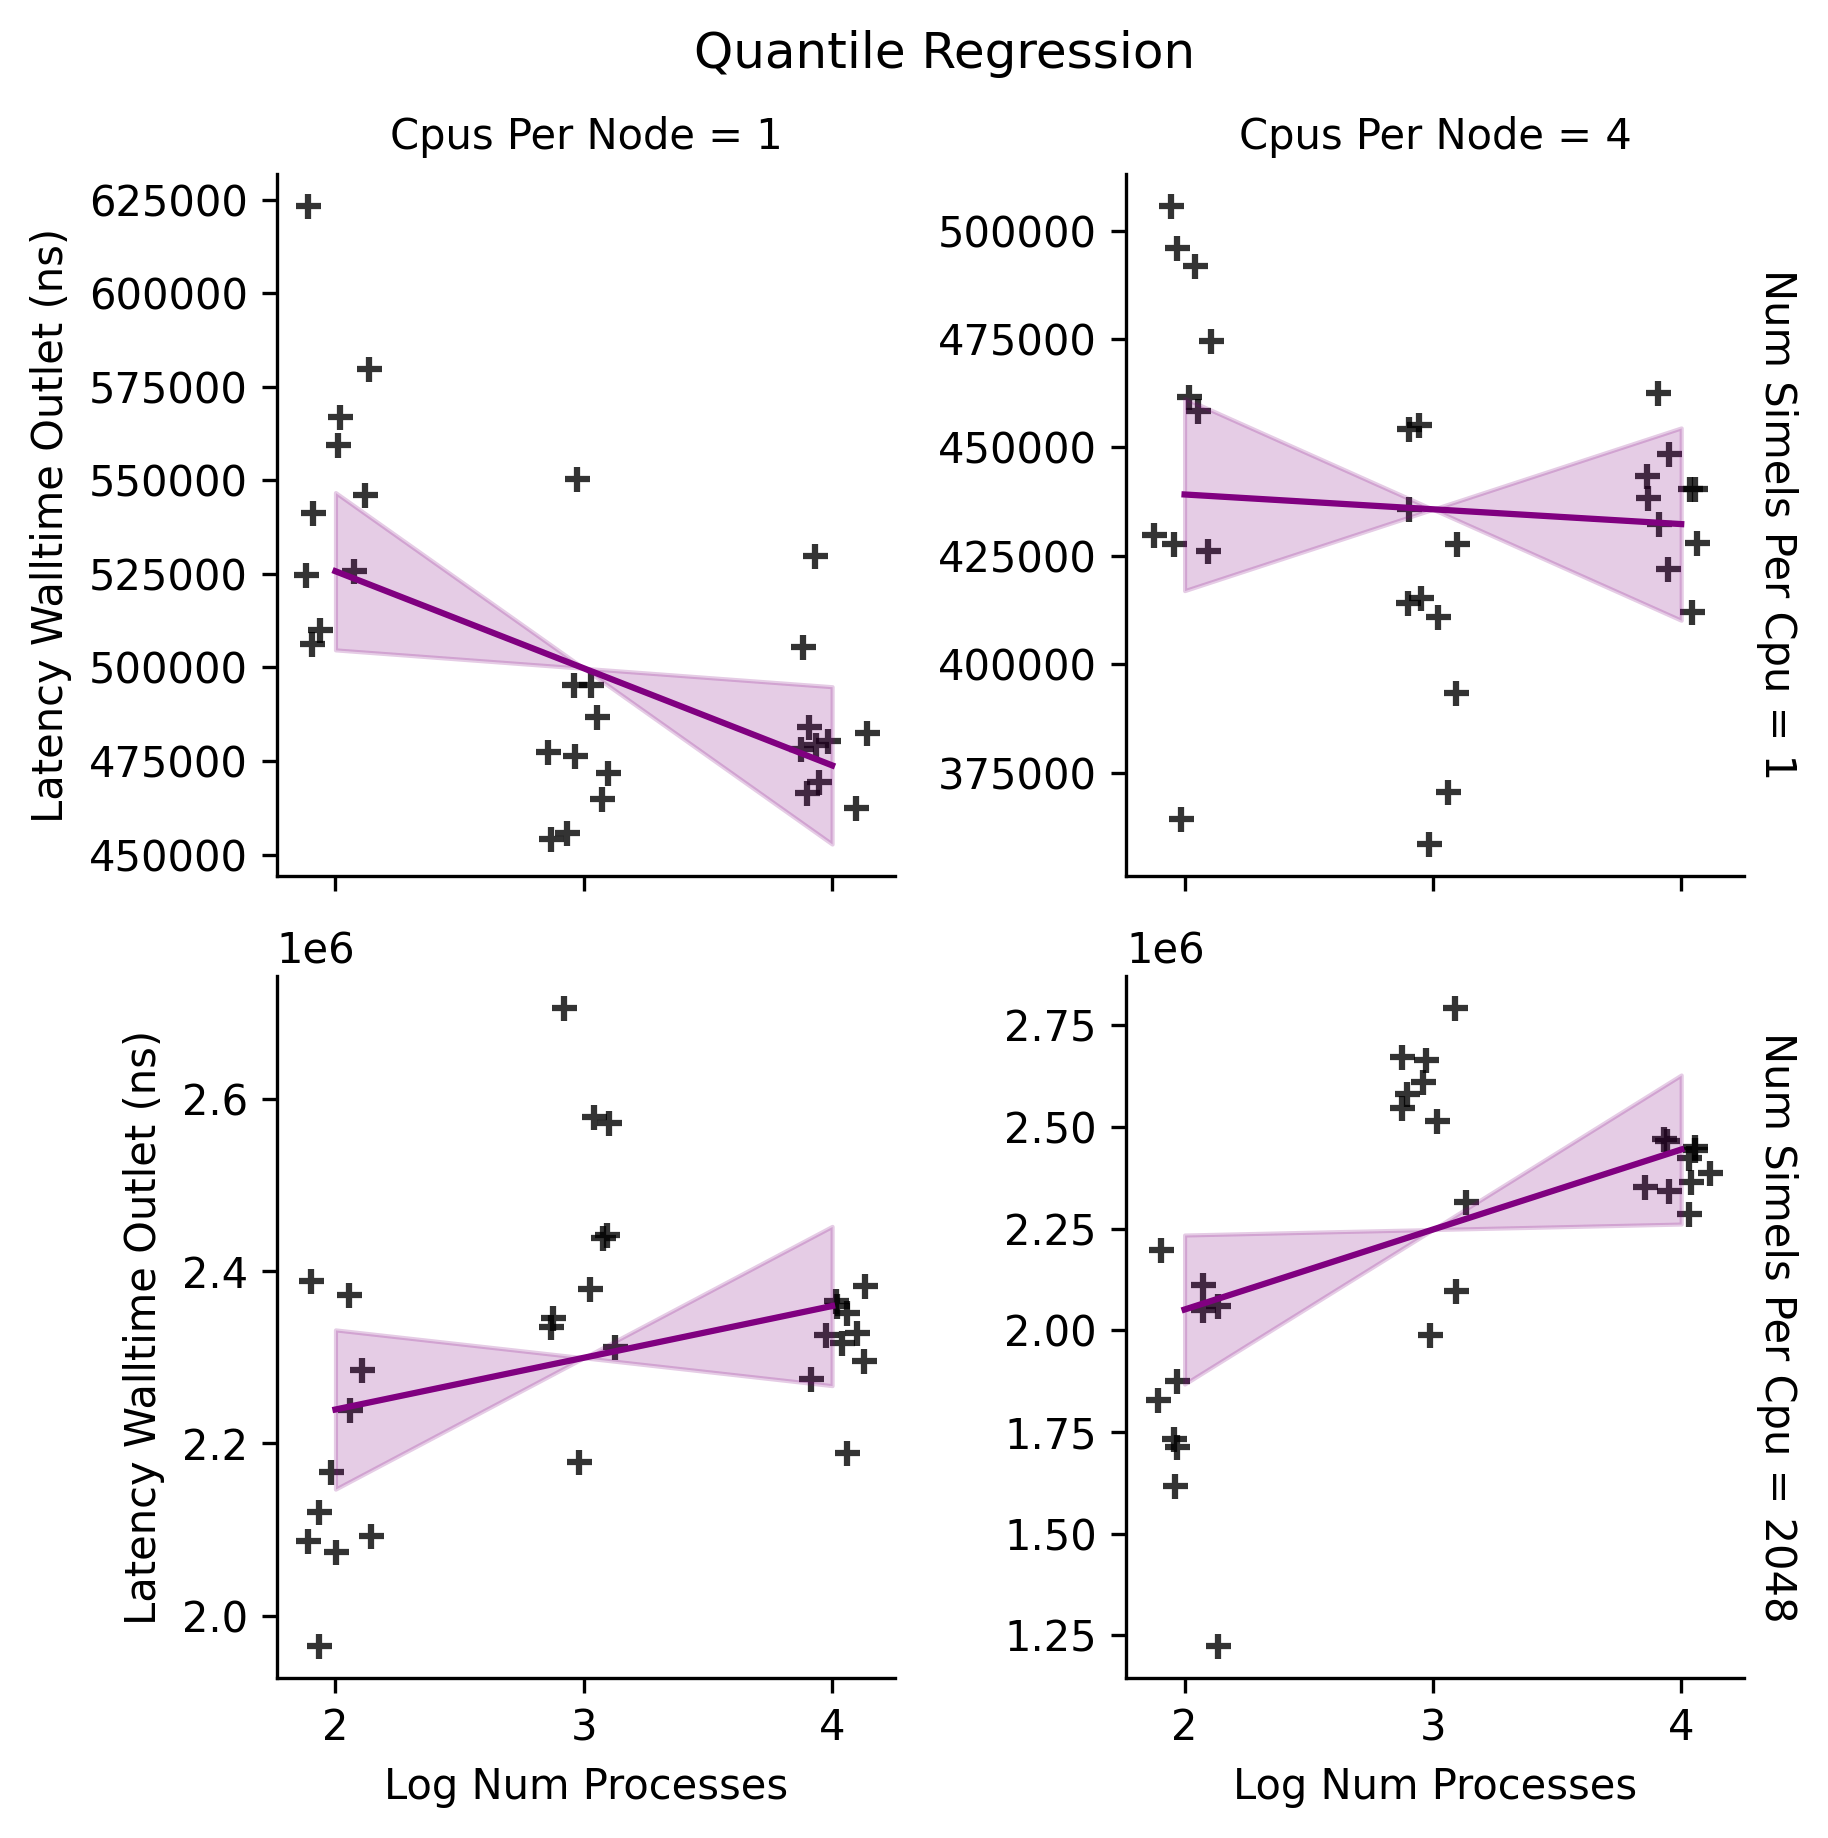 Quantile Regression
Cpus Per Node = 1
Cpus Per Node = 4
Latency Walltime Outlet (ns)
625000
600000
575000
550000
525000
500000
475000
450000
500000
475000
450000
425000
400000
375000
Num Simels Per Cpu = 1
1e6
Latency Walltime Outlet (ns)
2.6
2.4
2.2
2.0
2
3
4
Log Num Processes
1e6
2.75
2.50
2.25
2.00
1.75
1.50
1.25
2
3
4
Log Num Processes
Num Simels Per Cpu = 2048